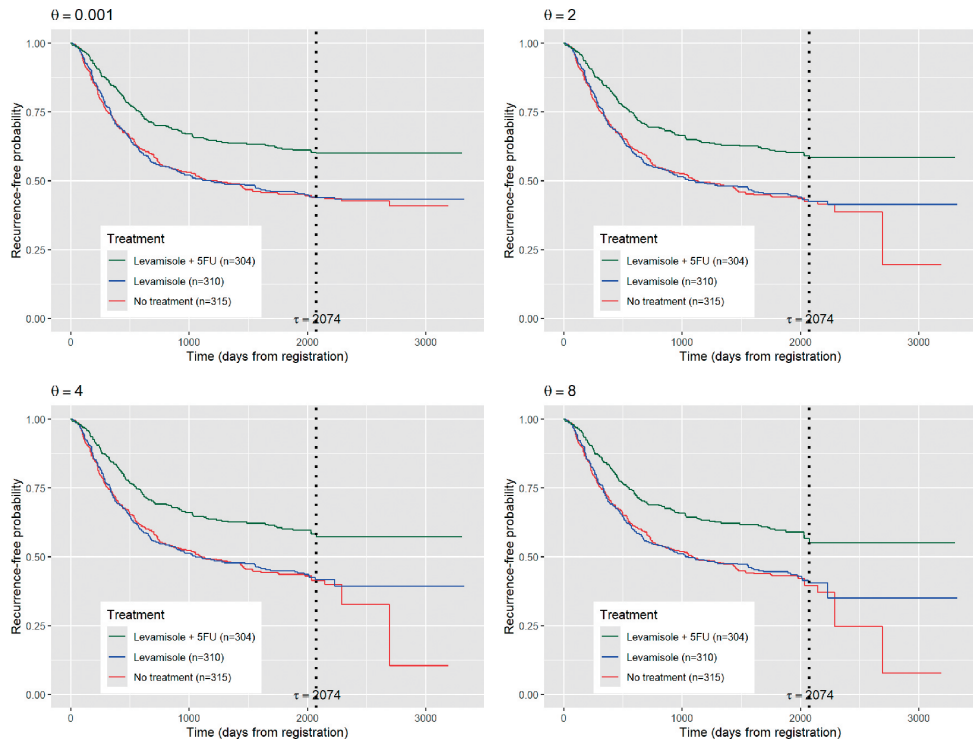 θ = 0.001
Recurrence-free probability
1.00
0.75
0.50
0.25
0.00
Treatment
Levamisole + 5FU (n=304)
Levamisole (n=310)
No treatment (n=315)
τ = 2074
0
1000
2000
3000
Time (days from registration)
θ = 2
Recurrence-free probability
1.00
0.75
0.50
0.25
0.00
Treatment
Levamisole + 5FU (n=304)
Levamisole (n=310)
No treatment (n=315)
τ = 2074
0
1000
2000
3000
Time (days from registration)
θ = 4
Recurrence-free probability
1.00
0.75
0.50
0.25
0.00
Treatment
Levamisole + 5FU (n=304)
Levamisole (n=310)
No treatment (n=315)
τ = 2074
0
1000
2000
3000
Time (days from registration)
θ = 8
Recurrence-free probability
1.00
0.75
0.50
0.25
0.00
Treatment
Levamisole + 5FU (n=304)
Levamisole (n=310)
No treatment (n=315)
τ = 2074
0
1000
2000
3000
Time (days from registration)